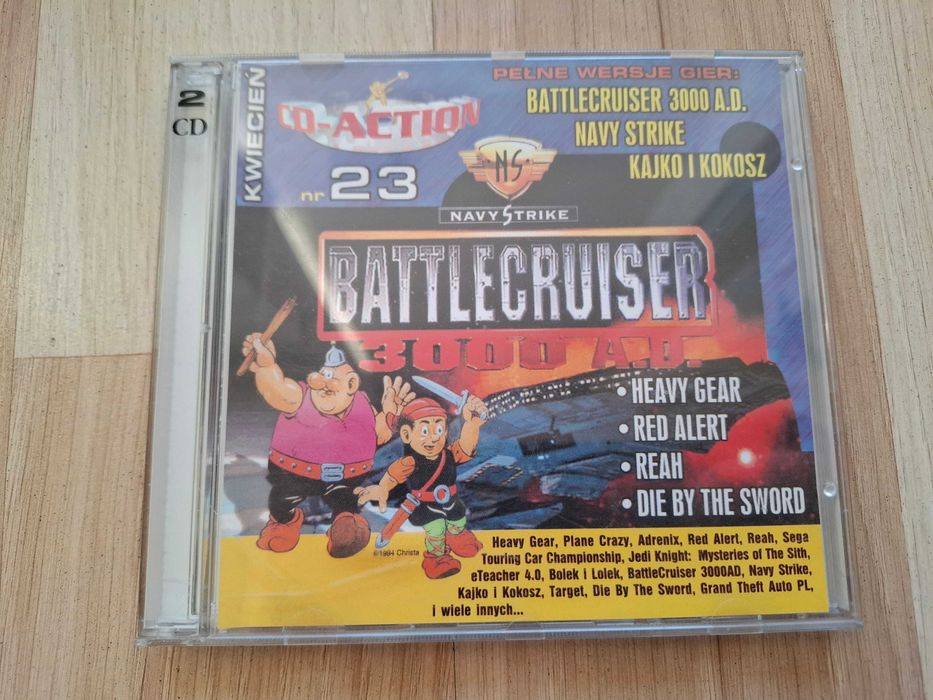 2
CD
KWIECIEŃ
CD-ACTION
nr 23
PEŁNE WERSJE GIER:
BATTLECRUISER 3000 A.D.
NAVY STRIKE
KAJKO I KOKOSZ
NS
NAVY STRIKE
BATTLECRUISER
3000 A.D.
• HEAVY GEAR
• RED ALERT
• REAH
• DIE BY THE SWORD
©1994 Christa
Heavy Gear, Plane Crazy, Adrenix, Red Alert, Reah, Sega
Touring Car Championship, Jedi Knight: Mysteries of The Sith,
eTeacher 4.0, Bolek i Lolek, BattleCruiser 3000AD, Navy Strike,
Kajko i Kokosz, Target, Die By The Sword, Grand Theft Auto PL,
i wiele innych...